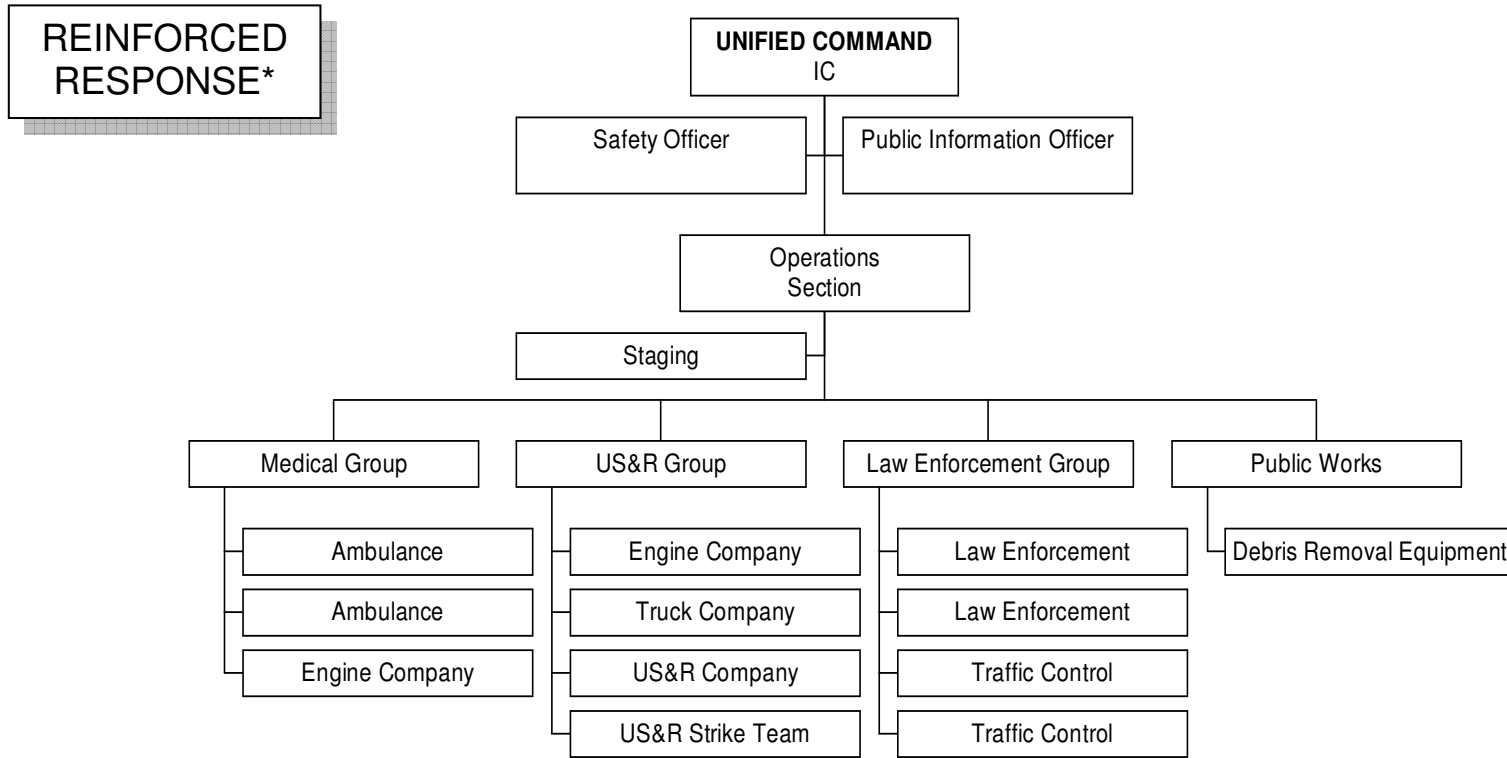 REINFORCED
RESPONSE*
UNIFIED COMMAND
IC
Safety Officer
Public Information Officer
Operations
Section
Staging
Medical Group
US&R Group
Law Enforcement Group
Public Works
Ambulance
Ambulance
Engine Company
Engine Company
Truck Company
US&R Company
US&R Strike Team
Law Enforcement
Law Enforcement
Traffic Control
Traffic Control
Debris Removal Equipment